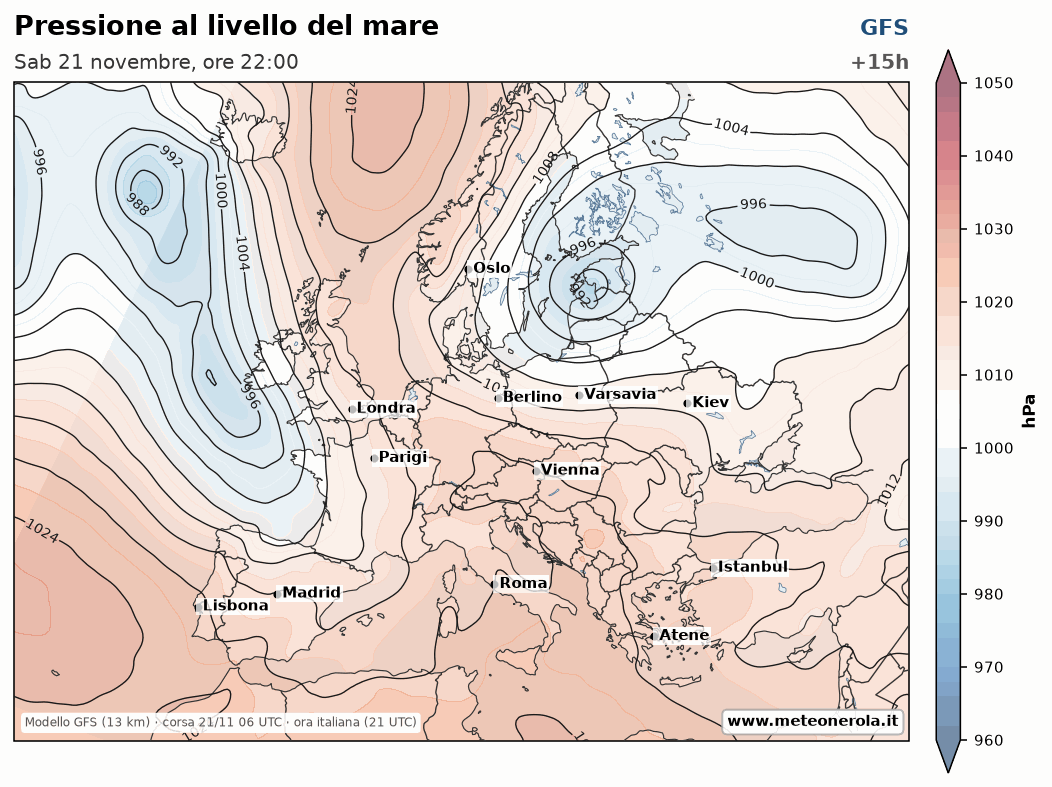 Pressione al livello del mare
GFS
Sab 21 novembre, ore 22:00
+15h
1024
1004
992
996
1008
1000
988
996
1004
996
996
1000
Oslo
996
Londra
Berlino
Varsavia
Kiev
Parigi
Vienna
1012
1024
Istanbul
Roma
Madrid
Lisbona
Atene
Modello GFS (13 km) · corsa 21/11 06 UTC · ora italiana (21 UTC)
www.meteonerola.it
1050
1040
1030
1020
1010
1000
990
980
970
960
hPa